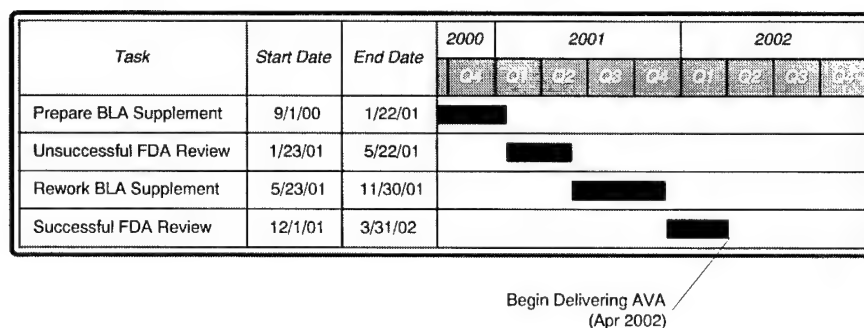 Task Start Date End Date 2000 2001 2002
Q4 Q1 Q2 Q3 Q4 Q1 Q2 Q3 Q4
Prepare BLA Supplement 9/1/00 1/22/01
Unsuccessful FDA Review 1/23/01 5/22/01
Rework BLA Supplement 5/23/01 11/30/01
Successful FDA Review 12/1/01 3/31/02
Begin Delivering AVA
(Apr 2002)